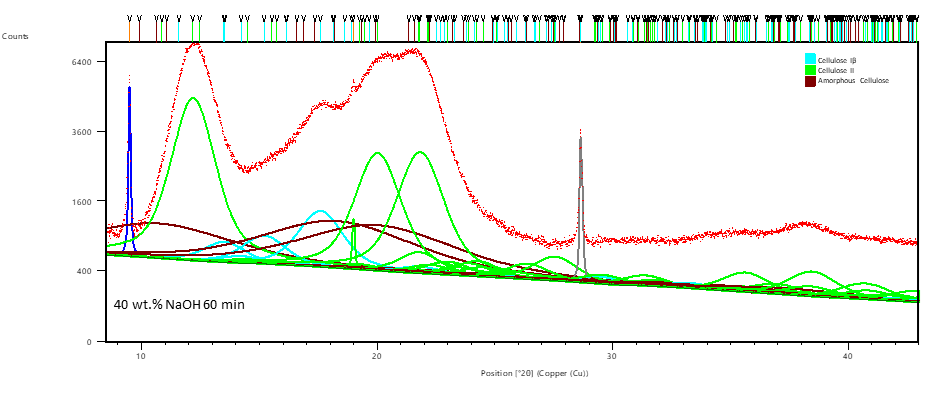 Counts
6400
3600
1600
400
0
Cellulose Iβ
Cellulose II
Amorphous Cellulose
40 wt.% NaOH 60 min
10
20
30
40
Position [°2θ] (Copper (Cu))